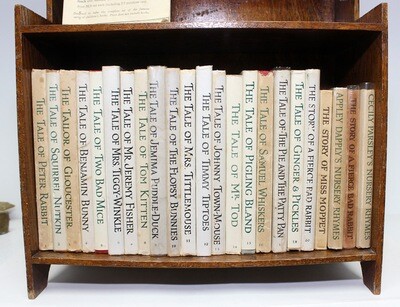 THE TALE OF PETER RABBIT
THE TALE OF SQUIRREL NUTKIN
THE TAILOR OF GLOUCESTER
THE TALE OF BENJAMIN BUNNY
THE TALE OF TWO BAD MICE
THE TALE OF MRS TIGGY-WINKLE
THE TALE OF MR. JEREMY FISHER
THE TALE OF TOM KITTEN
THE TALE OF JEMIMA PUDDLE-DUCK
THE TALE OF THE FLOPSY BUNNIES
THE TALE OF MRS. TITTLEMOUSE
THE TALE OF TIMMY TIPTOES
THE TALE OF JOHNNY TOWN-MOUSE
THE TALE OF MR. TOD
THE TALE OF PIGLING BLAND
THE TALE OF SAMUEL WHISKERS
THE TALE OF THE PIE AND THE PATTY PAN
THE TALE OF GINGER & PICKLES
THE STORY OF A FIERCE BAD RABBIT
THE STORY OF MISS MOPPET
APPLEY DAPPLY'S NURSERY RHYMES
THE STORY OF A FIERCE BAD RABBIT
CECILY PARSLEY'S NURSERY RHYMES